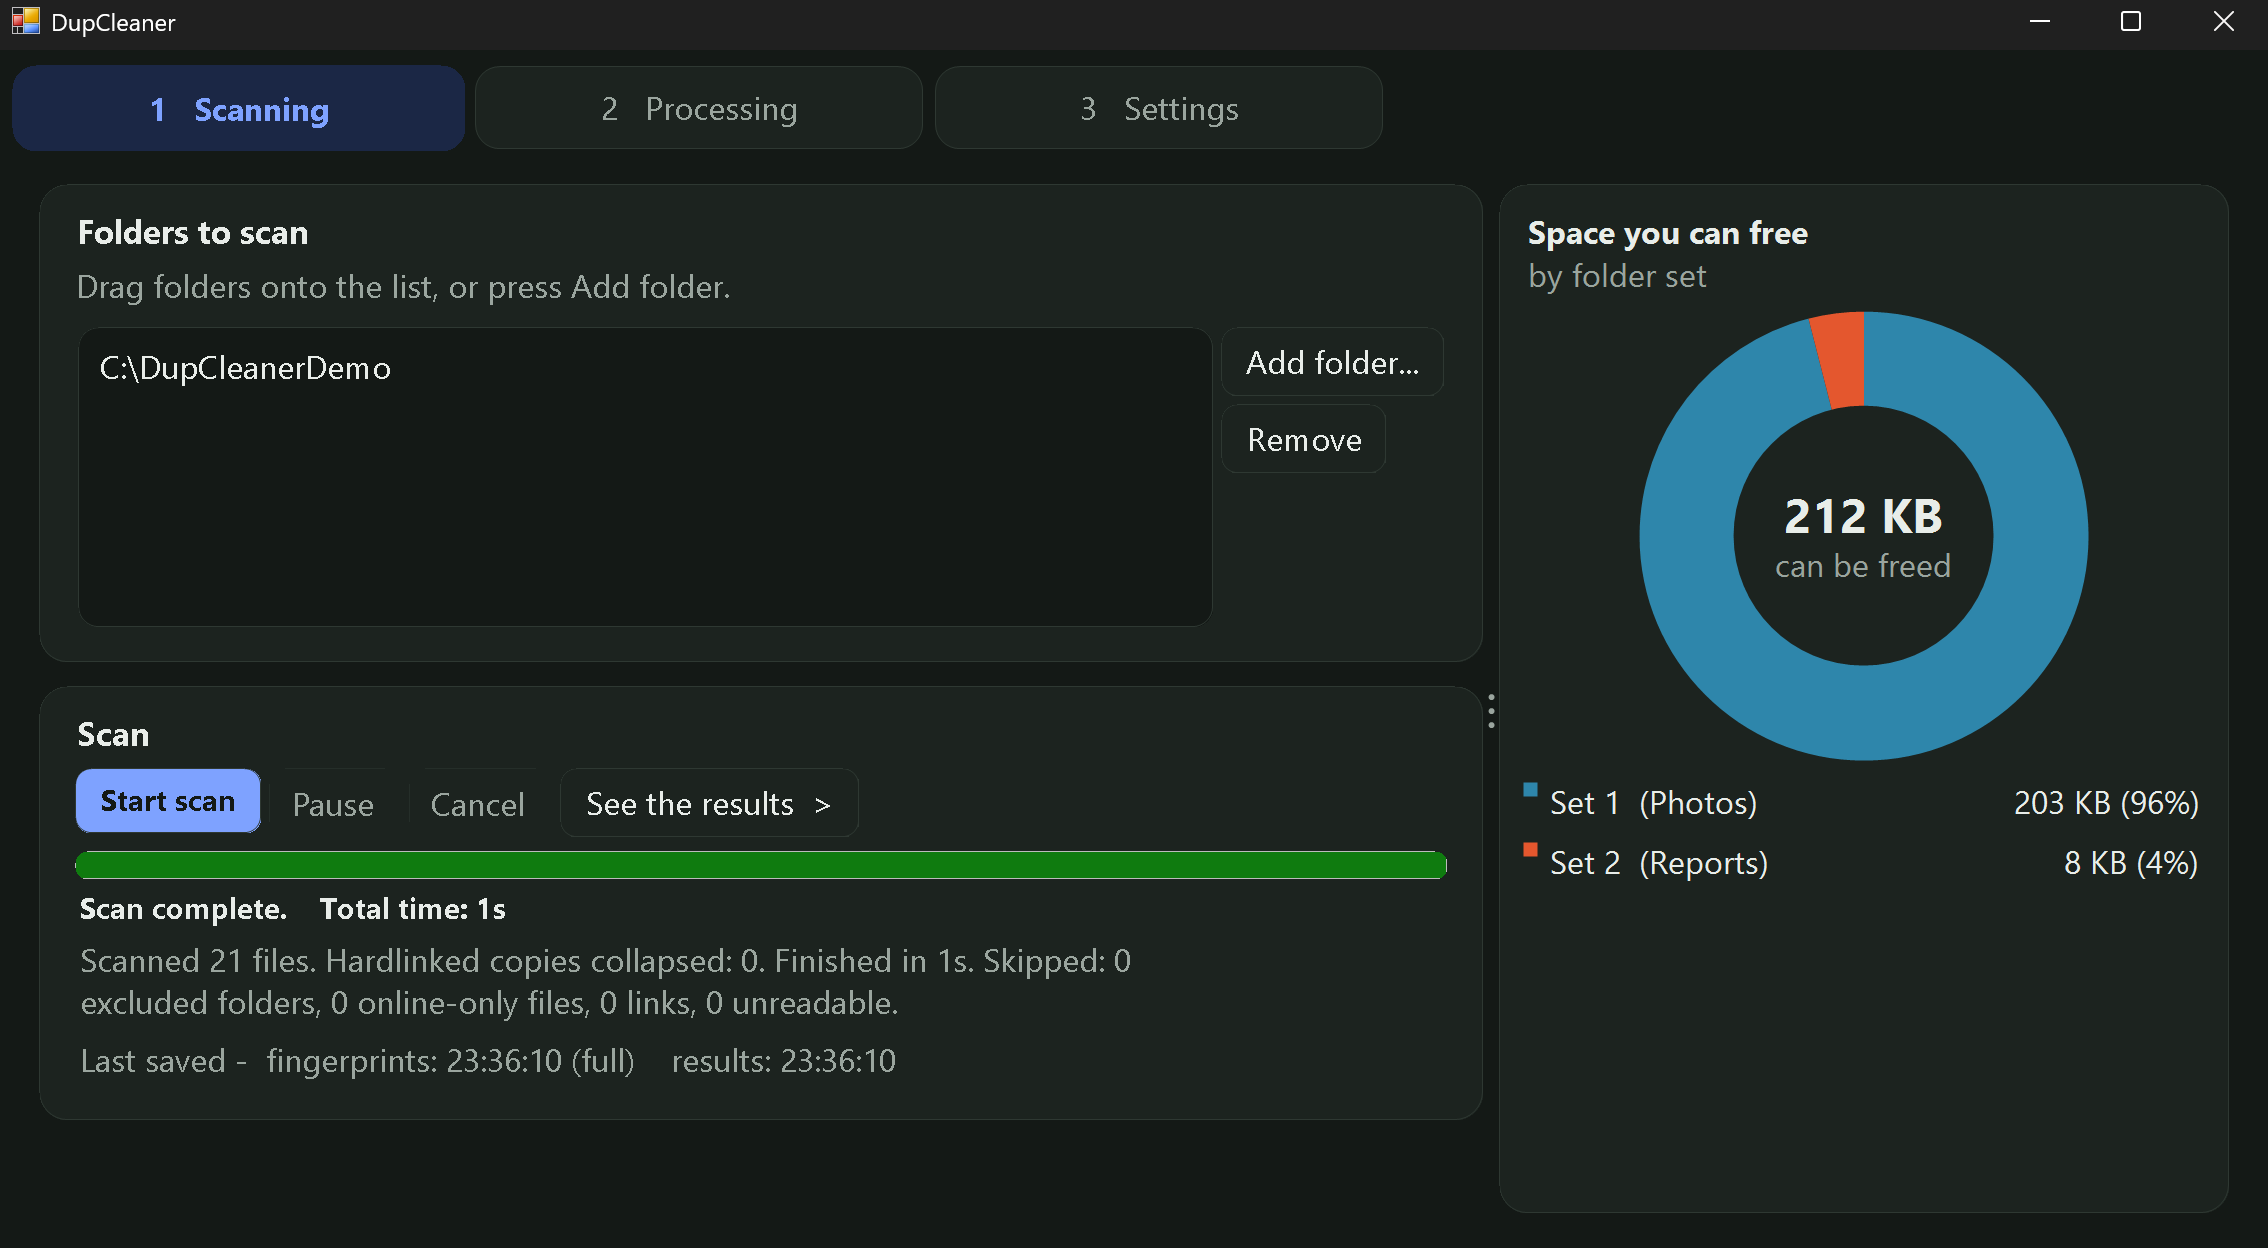 DupCleaner
1 Scanning
2 Processing
3 Settings
Folders to scan
Drag folders onto the list, or press Add folder.
C:\DupCleanerDemo
Add folder...
Remove
Scan
Start scan
Pause
Cancel
See the results >
Scan complete. Total time: 1s
Scanned 21 files. Hardlinked copies collapsed: 0. Finished in 1s. Skipped: 0
excluded folders, 0 online-only files, 0 links, 0 unreadable.
Last saved - fingerprints: 23:36:10 (full) results: 23:36:10
Space you can free
by folder set
212 KB
can be freed
Set 1 (Photos) 203 KB (96%)
Set 2 (Reports) 8 KB (4%)